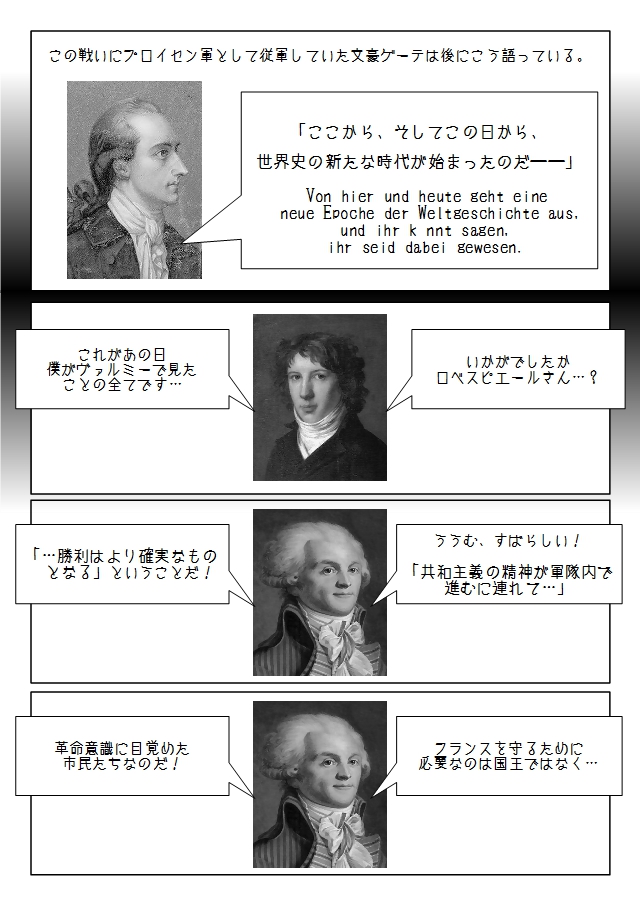 この戦いにプロイセン軍として従軍していた文豪ゲーテは後にこう語っている。
「ここから、そしてこの日から、
世界史の新たな時代が始まったのだ――」
Von hier und heute geht eine
neue Epoche der Weltgeschichte aus,
und ihr k nnt sagen,
ihr seid dabei gewesen.
いかがでしたか
ロベスピエールさん…？
これがあの日
僕がヴァルミーで見た
ことの全てです…
ううむ、すばらしい！
「共和主義の精神が軍隊内で
進むに連れて…」
「…勝利はより確実なもの
となる」ということだ！
フランスを守るために
必要なのは国王ではなく…
革命意識に目覚めた
市民たちなのだ！